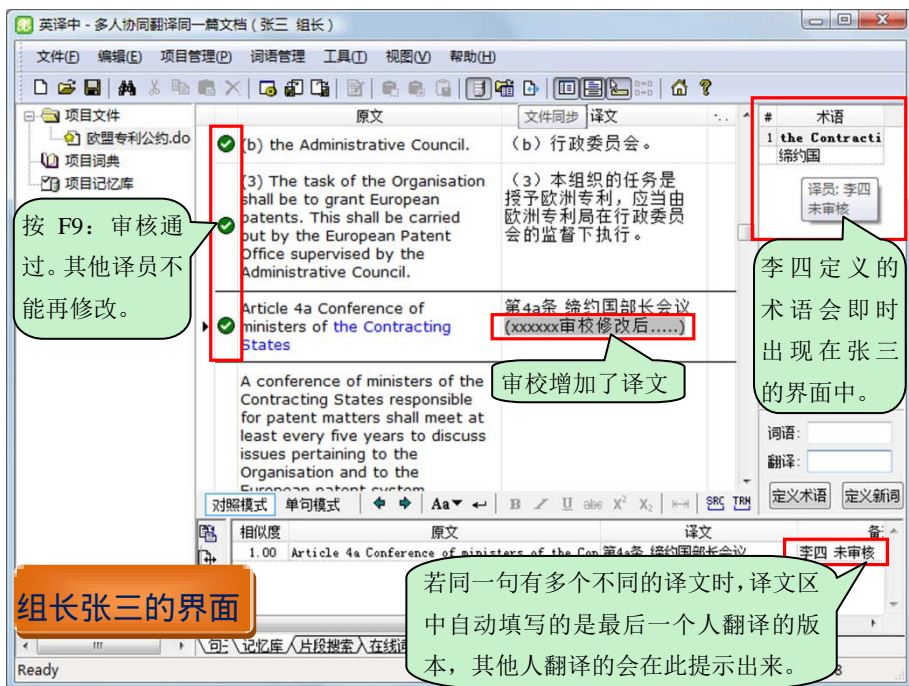 英译中 - 多人协同翻译同一篇文档 ( 张三 组长 )
文件(F) 编辑(E) 项目管理(P) 词语管理 工具(T) 视图(V) 帮助(H)
项目文件
欧盟专利公约.do
项目词典
项目记忆库
原文
文件同步
译文
(b) the Administrative Council.
（b）行政委员会。
(3) The task of the Organisation
shall be to grant European
patents. This shall be carried
out by the European Patent
Office supervised by the
Administrative Council.
（3）本组织的任务是
授予欧洲专利，应当由
欧洲专利局在行政委员
会的监督下执行。
Article 4a Conference of
ministers of the Contracting
States
第4a条 缔约国部长会议
(xxxxxx审核修改后.....)
A conference of ministers of the
Contracting States responsible
for patent matters shall meet at
least every five years to discuss
issues pertaining to the
Organisation and to the
European patent system
按 F9：审核通
过。其他译员不
能再修改。
审校增加了译文
# 术语
1 the Contracti
缔约国
译员: 李四
未审核
李四定义的
术语会即时
出现在张三
的界面中。
词语:
翻译:
定义术语 定义新词
对照模式 单句模式 Aa B I U abc X² X₂ SRC TRN
相似度 原文 译文 备
1.00 Article 4a Conference of ministers of the Con 第4a条 缔约国部长会议 李四 未审核
组长张三的界面
若同一句有多个不同的译文时，译文区
中自动填写的是最后一个人翻译的版
本，其他人翻译的会在此提示出来。
记忆库 片段搜索 在线词
Ready